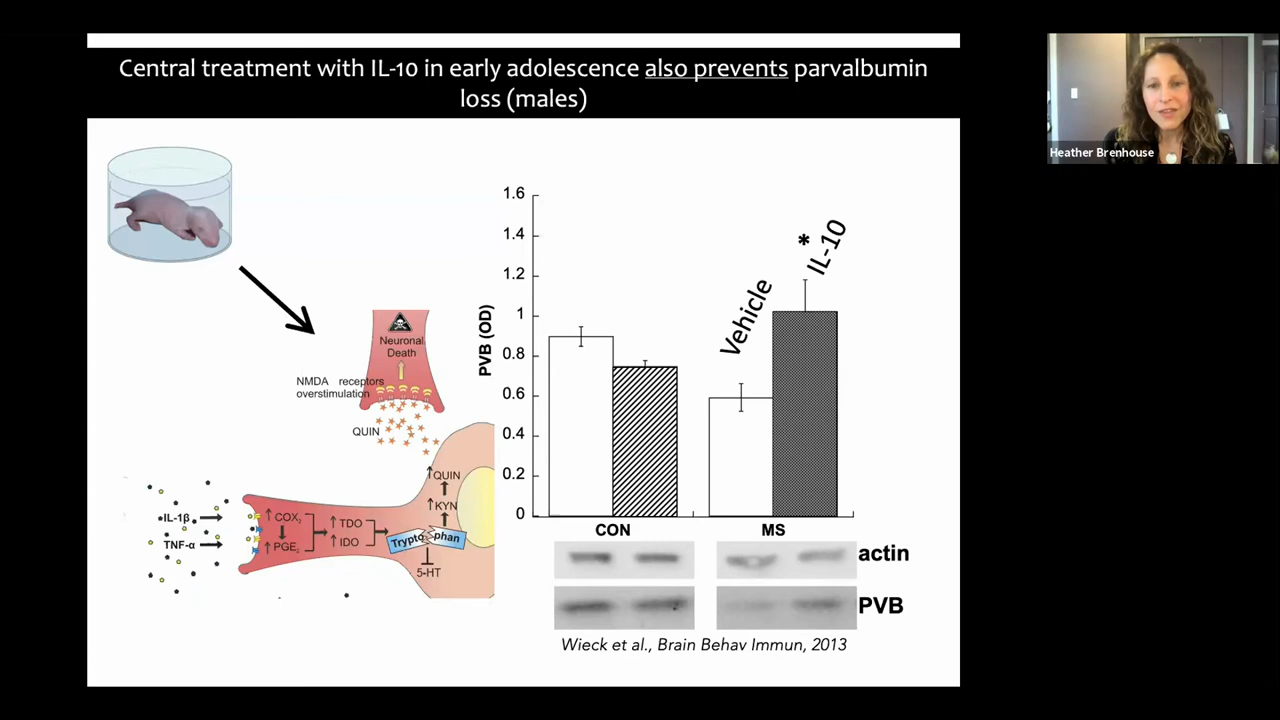 Central treatment with IL-10 in early adolescence also prevents parvalbumin
loss (males)
Heather Brenhouse
Neuronal
Death
NMDA receptors
overstimulation
QUIN
↑QUIN
↑KYN
Trypto phan
5-HT
IL-1β
TNF-α
↑ COX₂
↑ PGE₂
↑ TDO
↑ IDO
PVB (OD)
1.6
1.4
1.2
1
0.8
0.6
0.4
0.2
0
Vehicle
*
IL-10
CON
MS
actin
PVB
Wieck et al., Brain Behav Immun, 2013